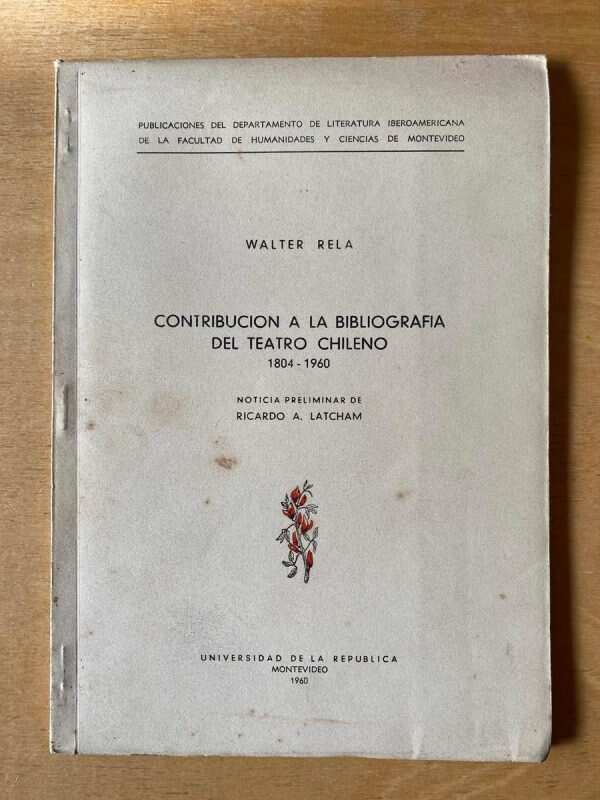 PUBLICACIONES DEL DEPARTAMENTO DE LITERATURA IBEROAMERICANA
DE LA FACULTAD DE HUMANIDADES Y CIENCIAS DE MONTEVIDEO
WALTER RELA
CONTRIBUCION A LA BIBLIOGRAFIA
DEL TEATRO CHILENO
1804 - 1960
NOTICIA PRELIMINAR DE
RICARDO A. LATCHAM
UNIVERSIDAD DE LA REPUBLICA
MONTEVIDEO
1960